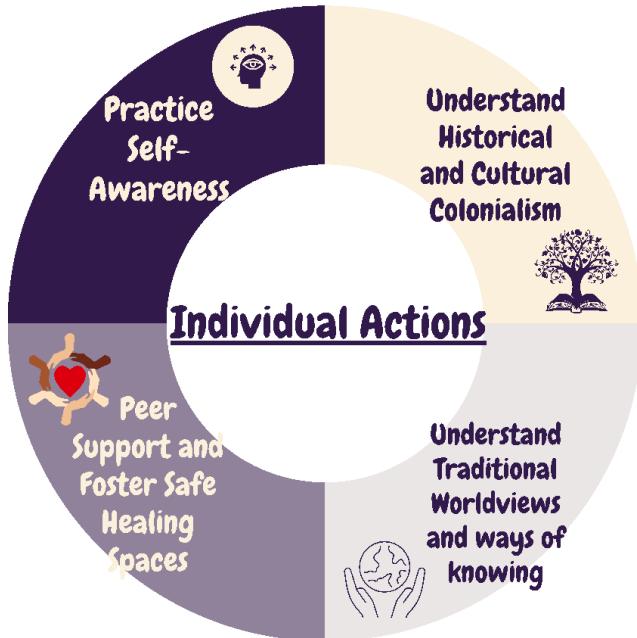 Practice
Self-
Awareness
Understand
Historical
and Cultural
Colonialism
Individual Actions
Peer
Support and
Foster Safe
Healing
Spaces
Understand
Traditional
Worldviews
and ways of
knowing